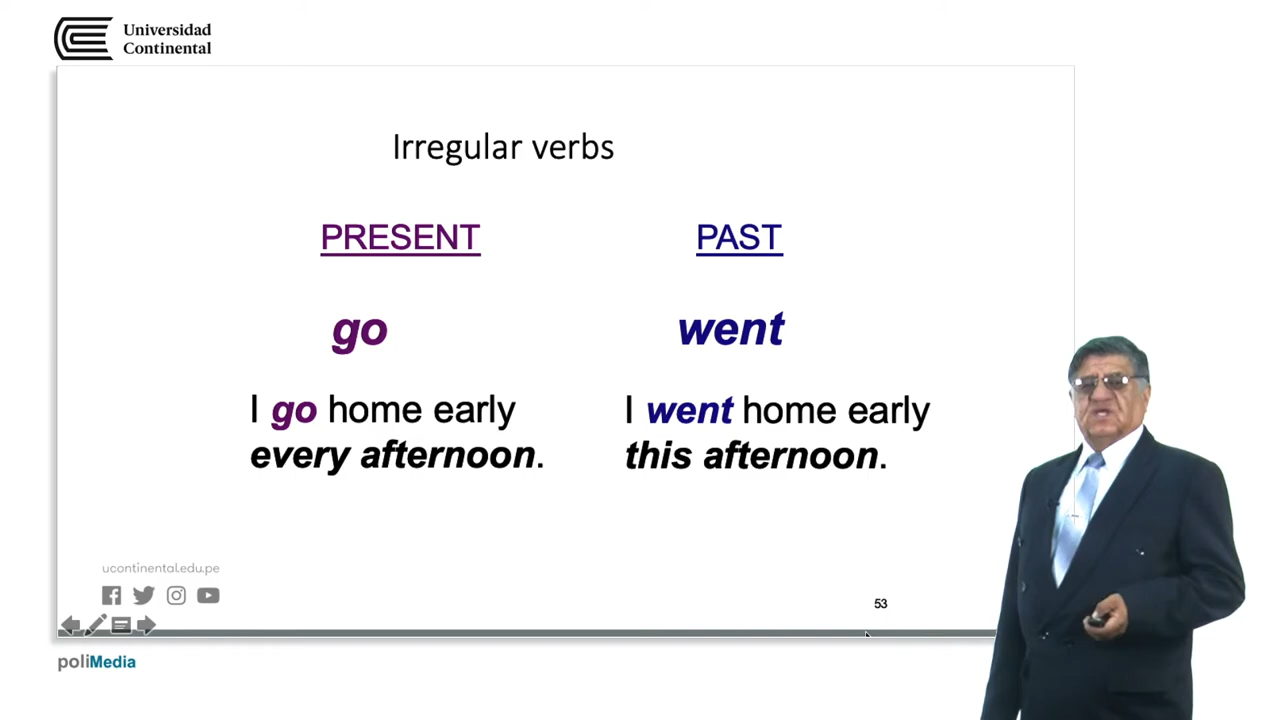 Universidad
Continental
Irregular verbs
PRESENT
PAST
go
went
I go home early
every afternoon.
I went home early
this afternoon.
ucontinental.edu.pe
53
poliMedia